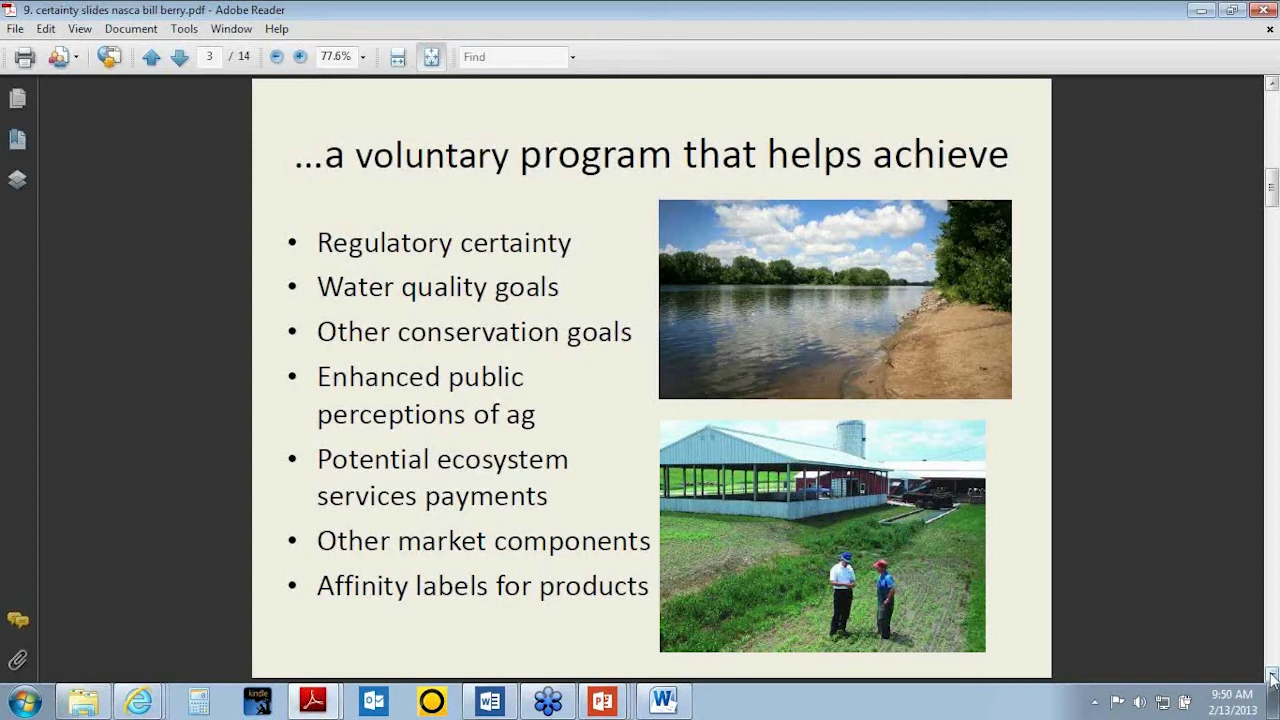 9. certainty slides nasca bill berry.pdf - Adobe Reader
File Edit View Document Tools Window Help
3 / 14 77.6% Find
...a voluntary program that helps achieve
• Regulatory certainty
• Water quality goals
• Other conservation goals
• Enhanced public
perceptions of ag
• Potential ecosystem
services payments
• Other market components
• Affinity labels for products
kindle
9:50 AM
2/13/2013